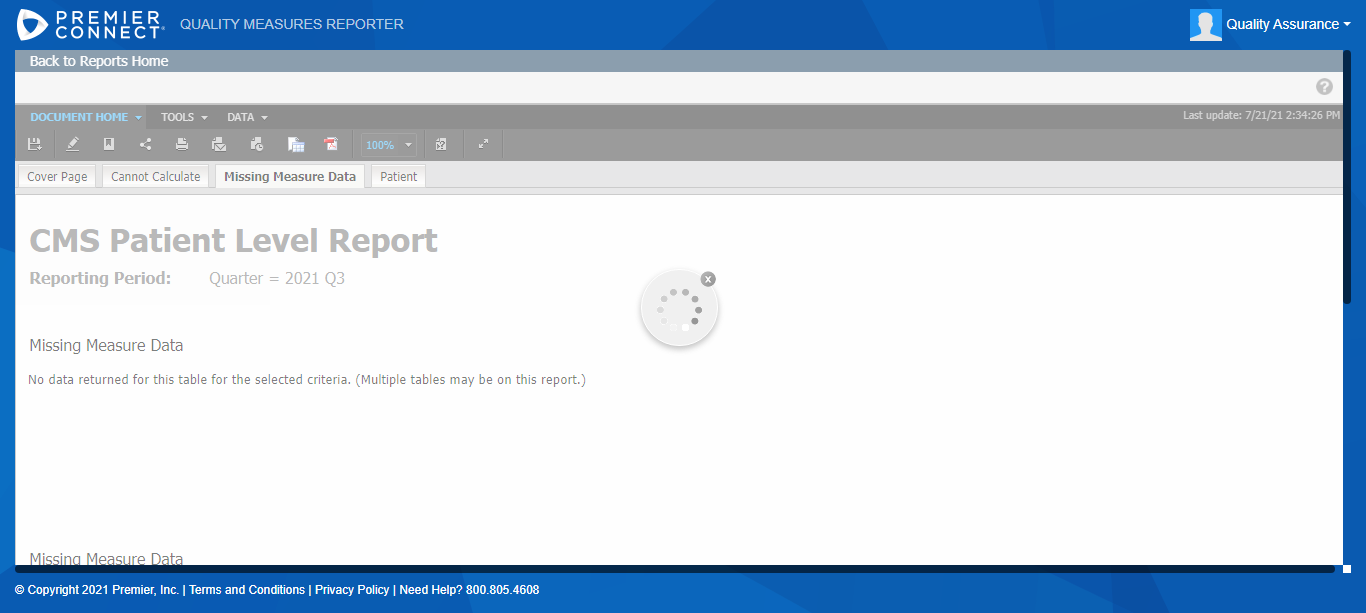 PREMIER CONNECT® QUALITY MEASURES REPORTER
Quality Assurance
Back to Reports Home
?
DOCUMENT HOME TOOLS DATA
Last update: 7/21/21 2:34:26 PM
100%
Cover Page Cannot Calculate Missing Measure Data Patient
CMS Patient Level Report
Reporting Period: Quarter = 2021 Q3
x
Missing Measure Data
No data returned for this table for the selected criteria. (Multiple tables may be on this report.)
Missing Measure Data
© Copyright 2021 Premier, Inc. | Terms and Conditions | Privacy Policy | Need Help? 800.805.4608